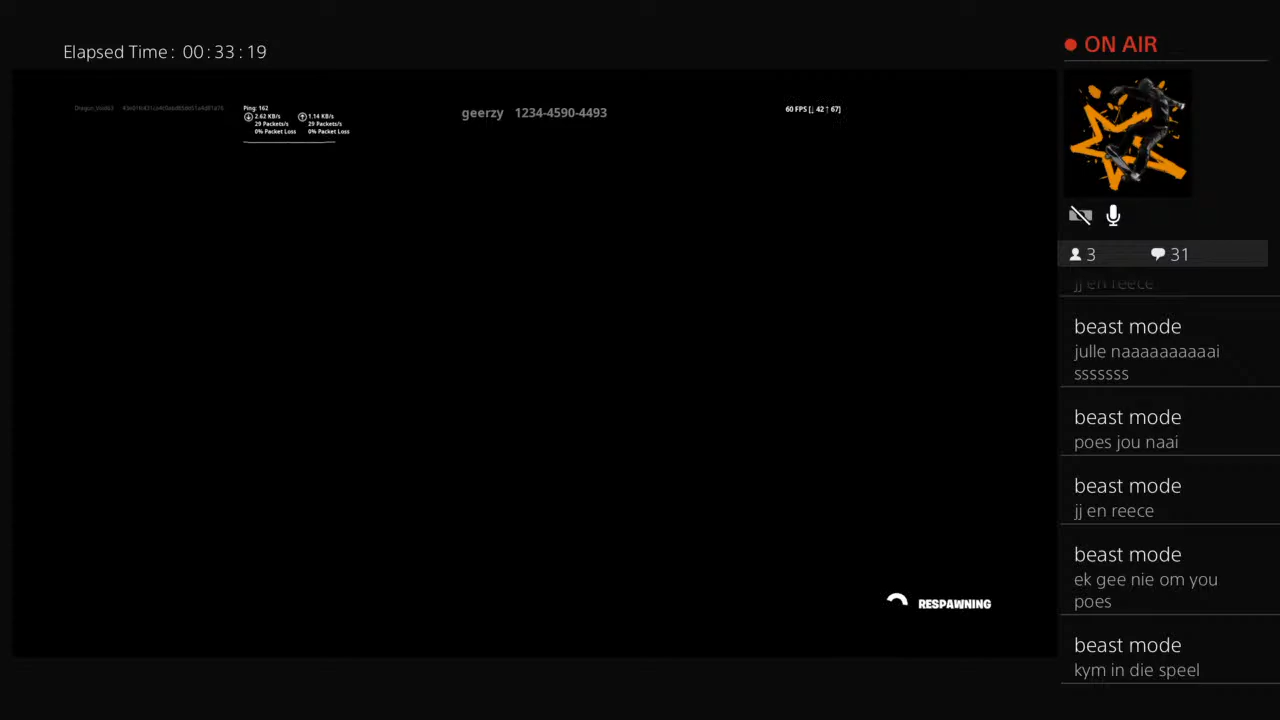 Elapsed Time: 00:33:19
ON AIR
Ping: 162
2.62 KB/s 1.14 KB/s
29 Packets/s 29 Packets/s
0% Packet Loss 0% Packet Loss
geerzy 1234-4590-4493
60 FPS [↓ 42 ↑ 67]
3 31
jj en reece
beast mode
julle naaaaaaaaaai
sssssss
beast mode
poes jou naai
beast mode
jj en reece
beast mode
ek gee nie om you
poes
beast mode
kym in die speel
RESPAWNING